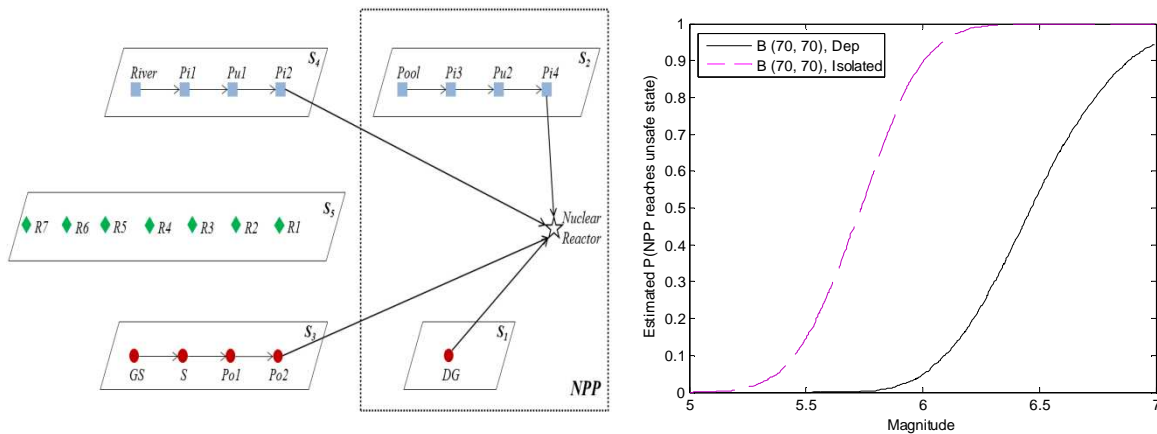 S4
River Pi1 Pu1 Pi2
S2
Pool Pi3 Pu2 Pi4
S5
R7 R6 R5 R4 R3 R2 R1
Nuclear
Reactor
S3
GS S Po1 Po2
S1
DG
NPP
B (70, 70), Dep
B (70, 70), Isolated
Estimated P(NPP reaches unsafe state)
1
0.9
0.8
0.7
0.6
0.5
0.4
0.3
0.2
0.1
0
5 5.5 6 6.5 7
Magnitude